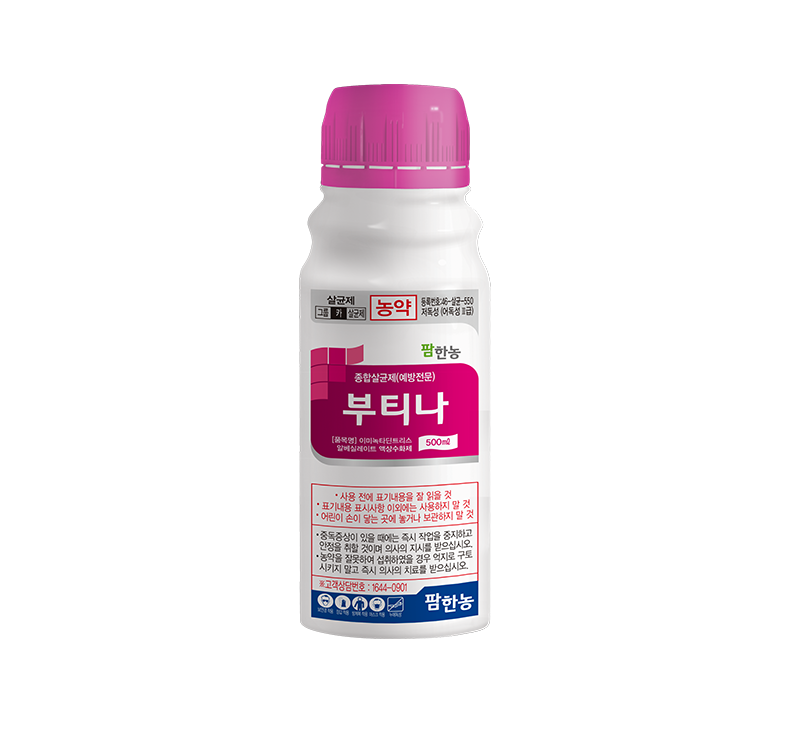 살균제
그룹 카 살균제
농약
등록번호:46-살균-550
저독성 (어독성 Ⅲ급)
팜한농
종합살균제(예방전문)
부티나
[품목명] 이미녹타딘트리스
알베실레이트 액상수화제
500㎖
• 사용 전에 표기내용을 잘 읽을 것
• 표기내용 표시사항 이외에는 사용하지 말 것
• 어린이 손이 닿는 곳에 놓거나 보관하지 말 것
• 중독증상이 있을 때에는 즉시 작업을 중지하고
안정을 취할 것이며 의사의 지시를 받으십시오.
• 농약을 잘못하여 섭취하였을 경우 억지로 구토
시키지 말고 즉시 의사의 치료를 받으십시오.
※고객상담번호 : 1644-0901
팜한농